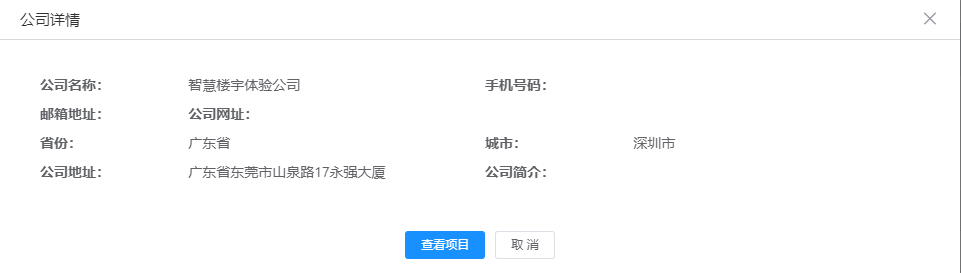 公司详情
公司名称： 智慧楼宇体验公司 手机号码：
邮箱地址： 公司网址：
省份： 广东省 城市： 深圳市
公司地址： 广东省东莞市山泉路17永强大厦 公司简介：
查看项目 取 消